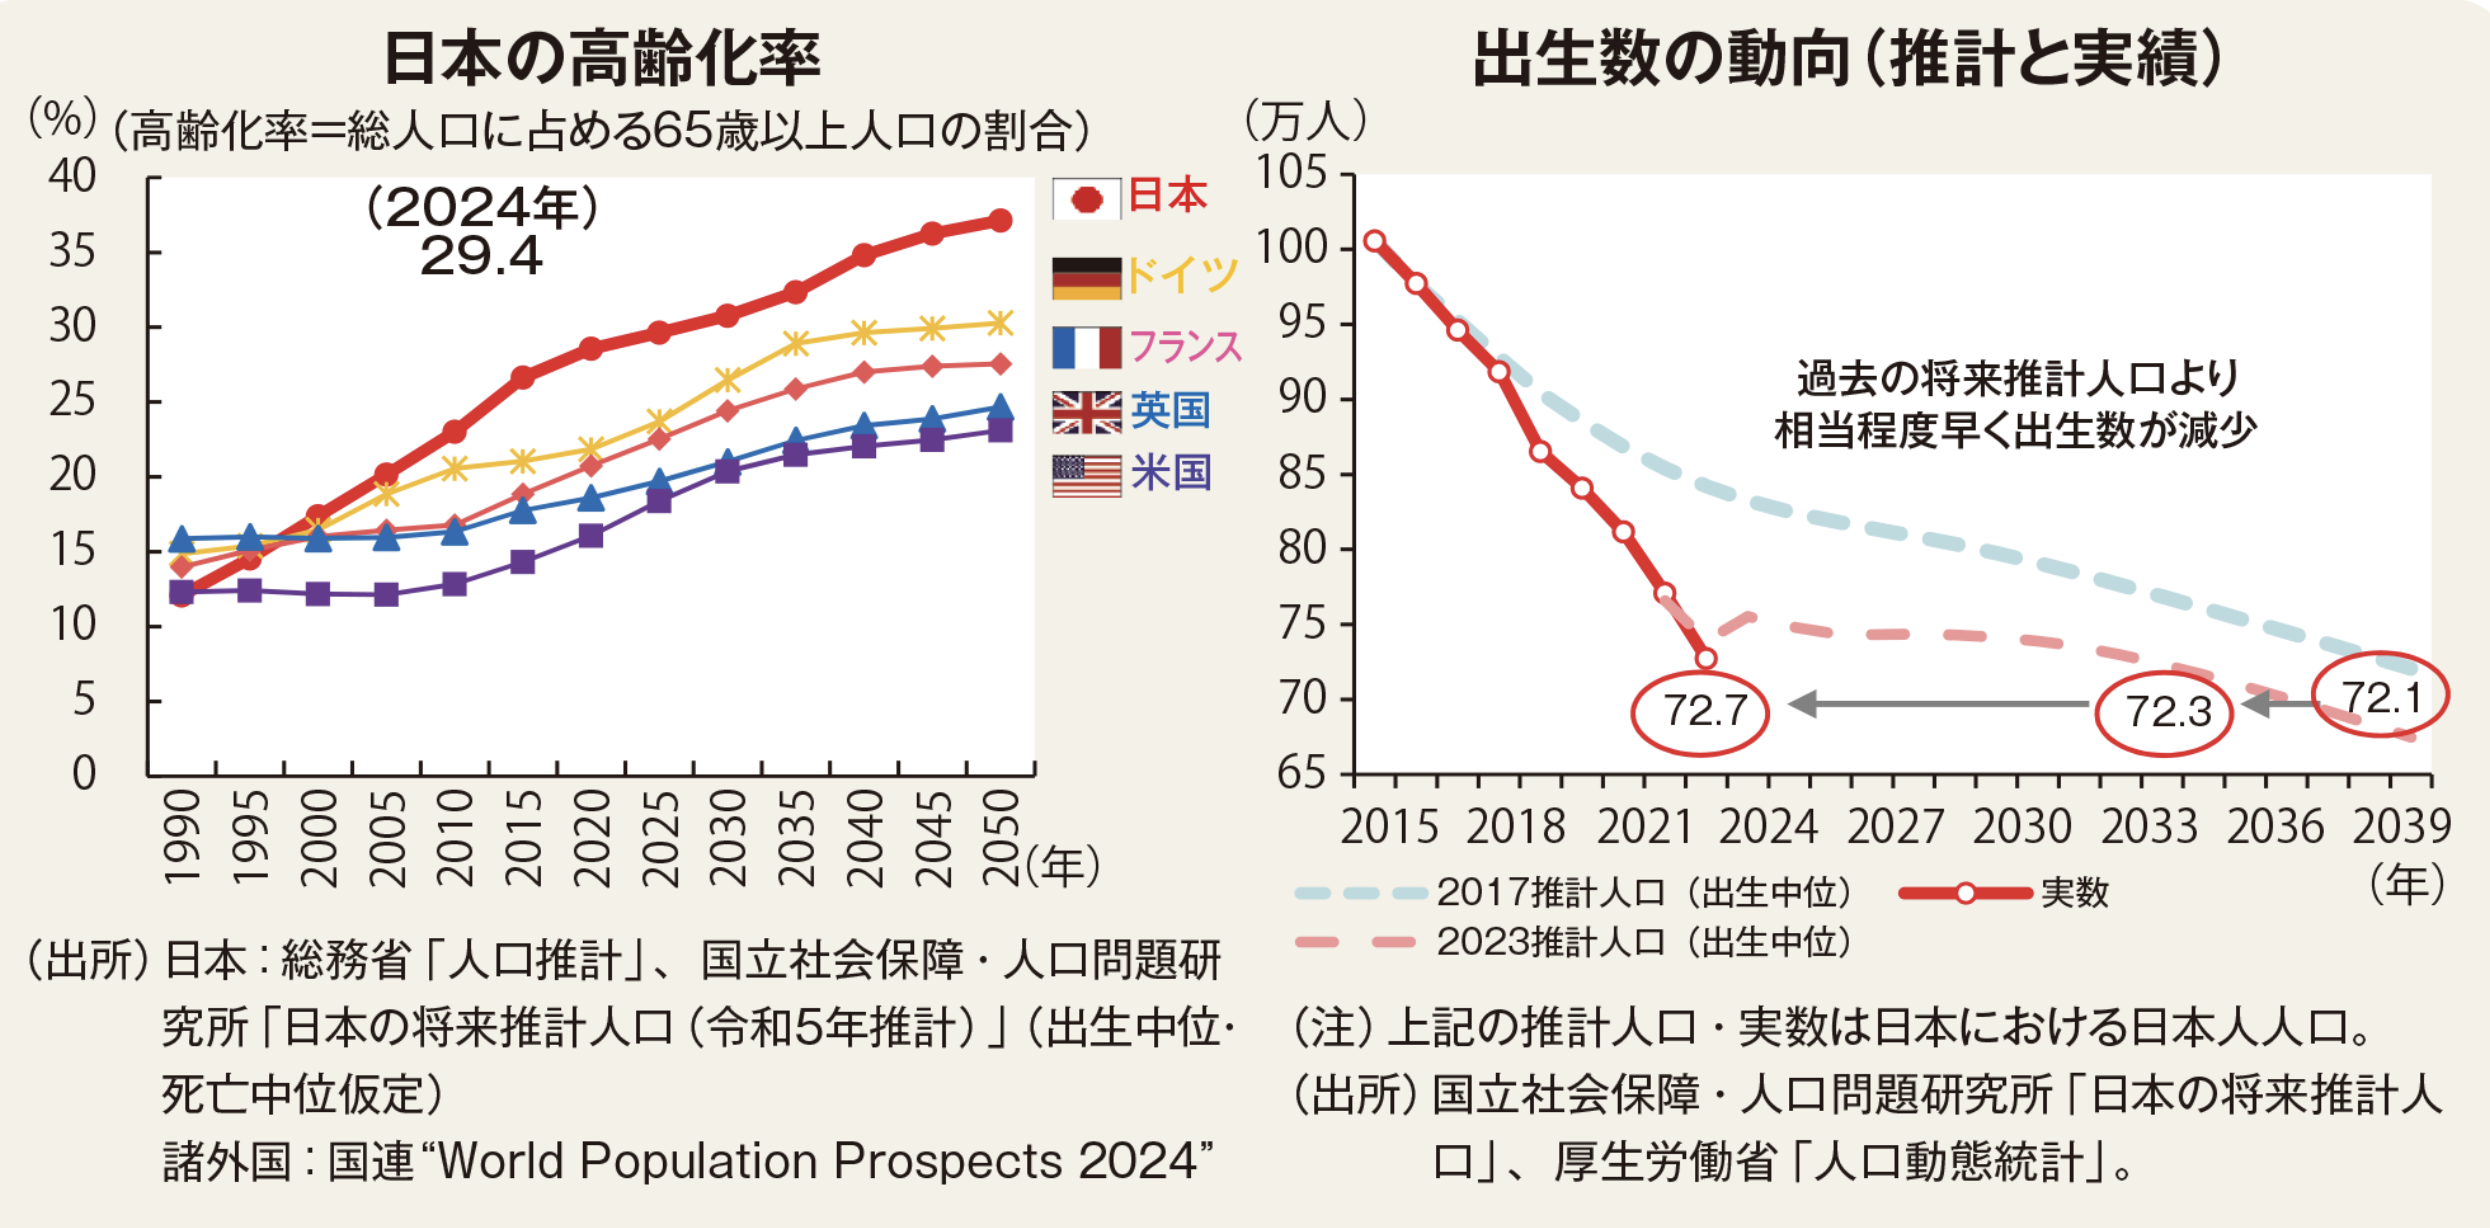 日本の高齢化率
(%)
（高齢化率＝総人口に占める65歳以上人口の割合）
40
35
30
25
20
15
10
5
0
（2024年）
29.4
日本
ドイツ
フランス
英国
米国
1990
1995
2000
2005
2010
2015
2020
2025
2030
2035
2040
2045
2050
（年）
（出所）日本：総務省「人口推計」、国立社会保障・人口問題研
究所「日本の将来推計人口（令和5年推計）」（出生中位・
死亡中位仮定）
諸外国：国連“World Population Prospects 2024”
出生数の動向（推計と実績）
（万人）
105
100
95
90
85
80
75
70
65
過去の将来推計人口より
相当程度早く出生数が減少
72.7
72.3
72.1
2015
2018
2021
2024
2027
2030
2033
2036
2039
（年）
2017推計人口（出生中位）
実数
2023推計人口（出生中位）
（注）上記の推計人口・実数は日本における日本人人口。
（出所）国立社会保障・人口問題研究所「日本の将来推計人
口」、厚生労働省「人口動態統計」。